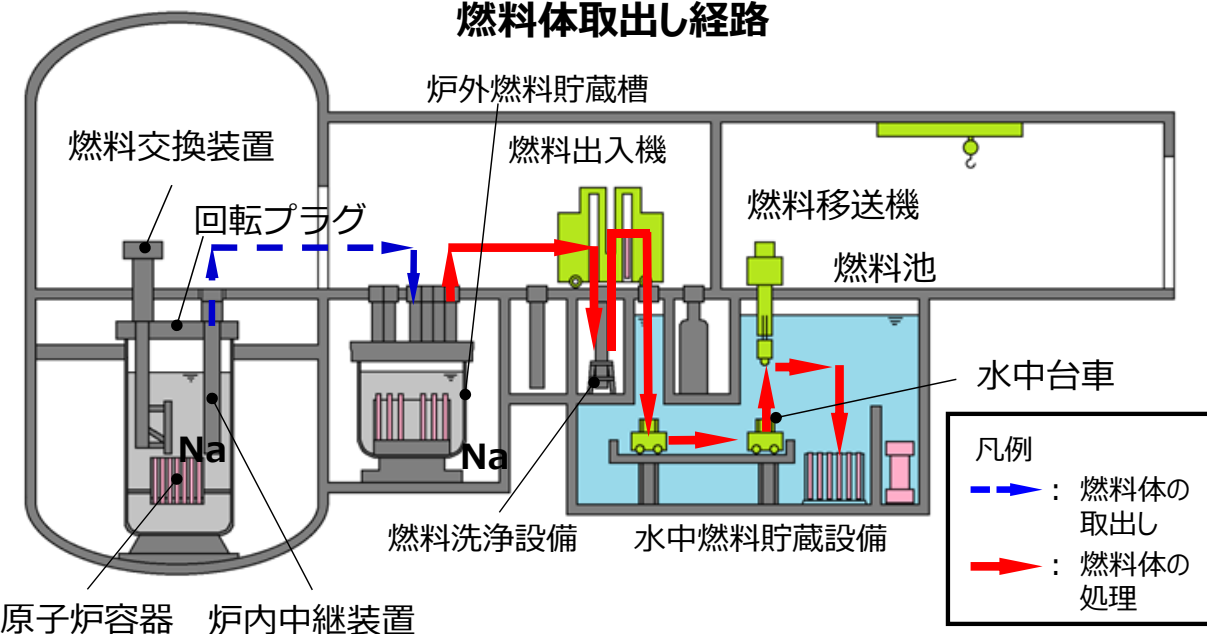 燃料体取出し経路
炉外燃料貯蔵槽
燃料交換装置
燃料出入機
回転プラグ
燃料移送機
燃料池
水中台車
Na
Na
燃料洗浄設備
水中燃料貯蔵設備
原子炉容器
炉内中継装置
凡例
: 燃料体の
取出し
: 燃料体の
処理